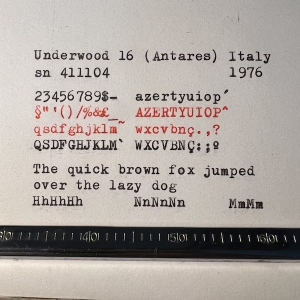 Underwood 16 (Antares) Italy
sn 411104 1976
23456789$- azertyuiop´
§"'()/%&£_ AZERTYUIOP^
qsdfghjklm~ wxcvbnç.,?
QSDFGHJKLM` WXCVBNÇ:;º
The quick brown fox jumped
over the lazy dog
HhHhHh NnNnNn MmMm